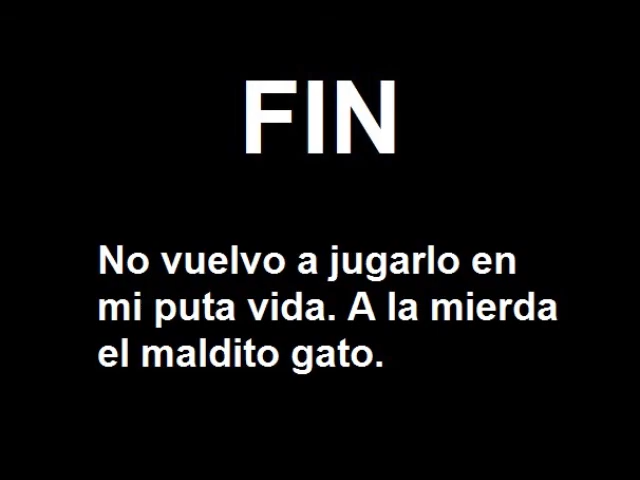 FIN
No vuelvo a jugarlo en
mi puta vida. A la mierda
el maldito gato.